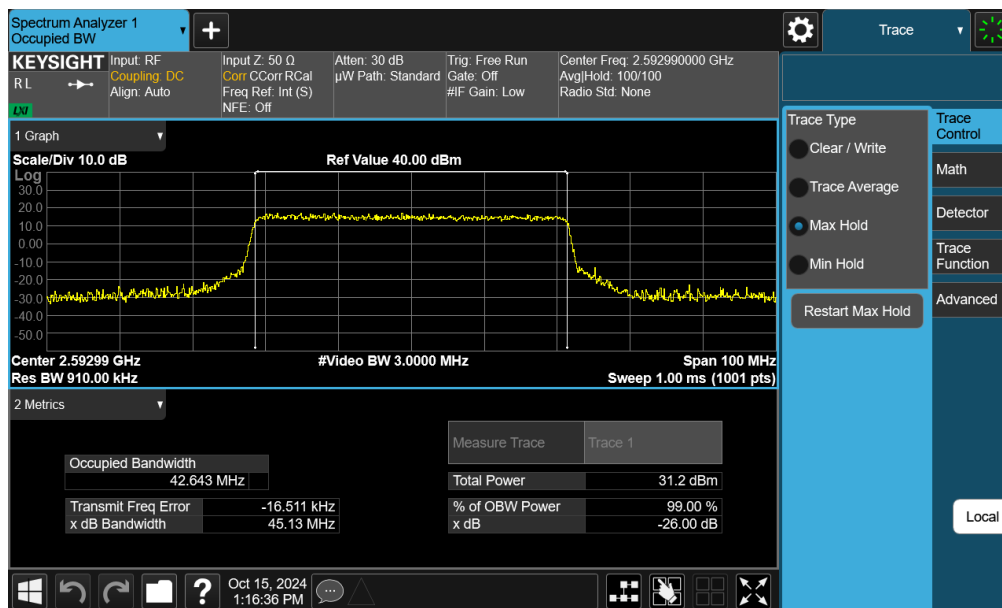 Spectrum Analyzer 1
Occupied BW
Trace
KEYSIGHT
RL
LXI
Input: RF
Coupling: DC
Align: Auto
Input Z: 50 Ω
Corr CCorr RCal
Freq Ref: Int (S)
NFE: Off
Atten: 30 dB
µW Path: Standard
Trig: Free Run
Gate: Off
#IF Gain: Low
Center Freq: 2.592990000 GHz
Avg|Hold: 100/100
Radio Std: None
1 Graph
Scale/Div 10.0 dB
Ref Value 40.00 dBm
Log
30.0
20.0
10.0
0.00
-10.0
-20.0
-30.0
-40.0
-50.0
Center 2.59299 GHz
#Video BW 3.0000 MHz
Span 100 MHz
Res BW 910.00 kHz
Sweep 1.00 ms (1001 pts)
2 Metrics
Measure Trace Trace 1
Occupied Bandwidth
42.643 MHz
Total Power 31.2 dBm
Transmit Freq Error -16.511 kHz
% of OBW Power 99.00 %
x dB Bandwidth 45.13 MHz
x dB -26.00 dB
Trace Type
Clear / Write
Trace Average
Max Hold
Min Hold
Restart Max Hold
Trace
Control
Math
Detector
Trace
Function
Advanced
Local
?
Oct 15, 2024
1:16:36 PM